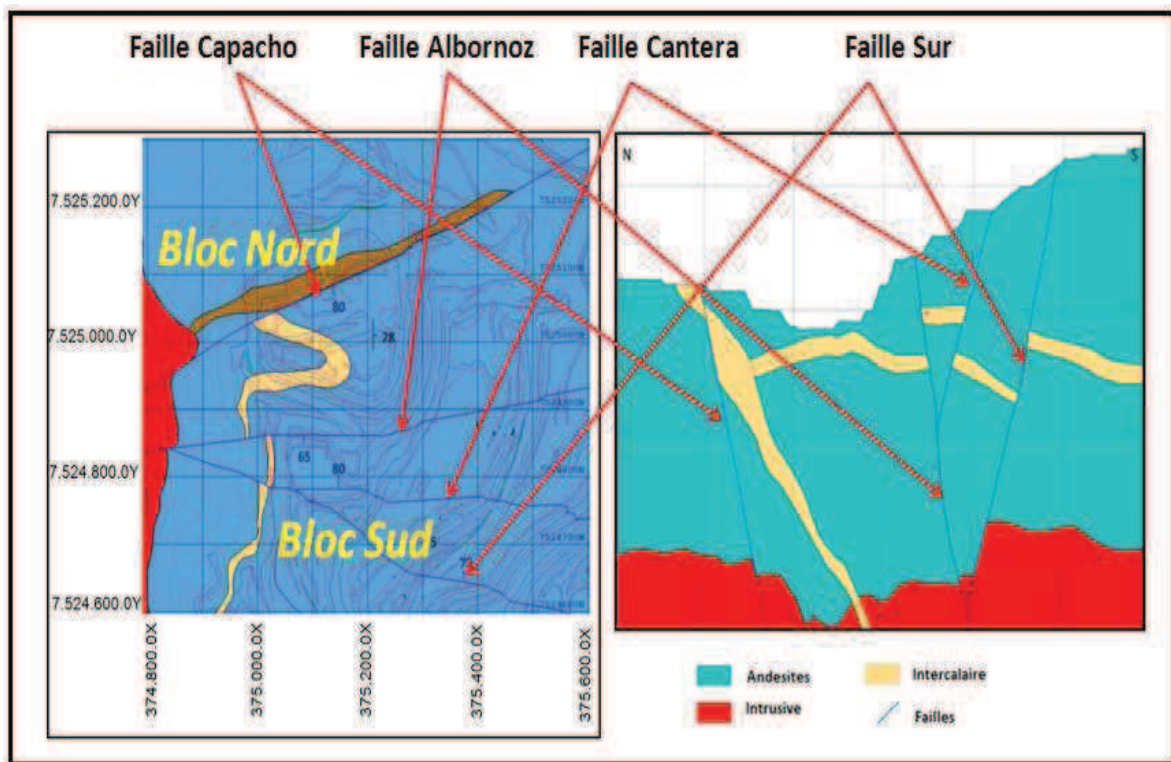 Faille Capacho
Faille Albornoz
Faille Cantera
Faille Sur
7.525.200.0Y
7.525.000.0Y
7.524.800.0Y
7.524.600.0Y
Bloc Nord
80
28
65
80
Bloc Sud
374.800.0X
375.000.0X
375.200.0X
375.400.0X
375.600.0X
N
S
Andesites
Intercalaire
Intrusive
Failles